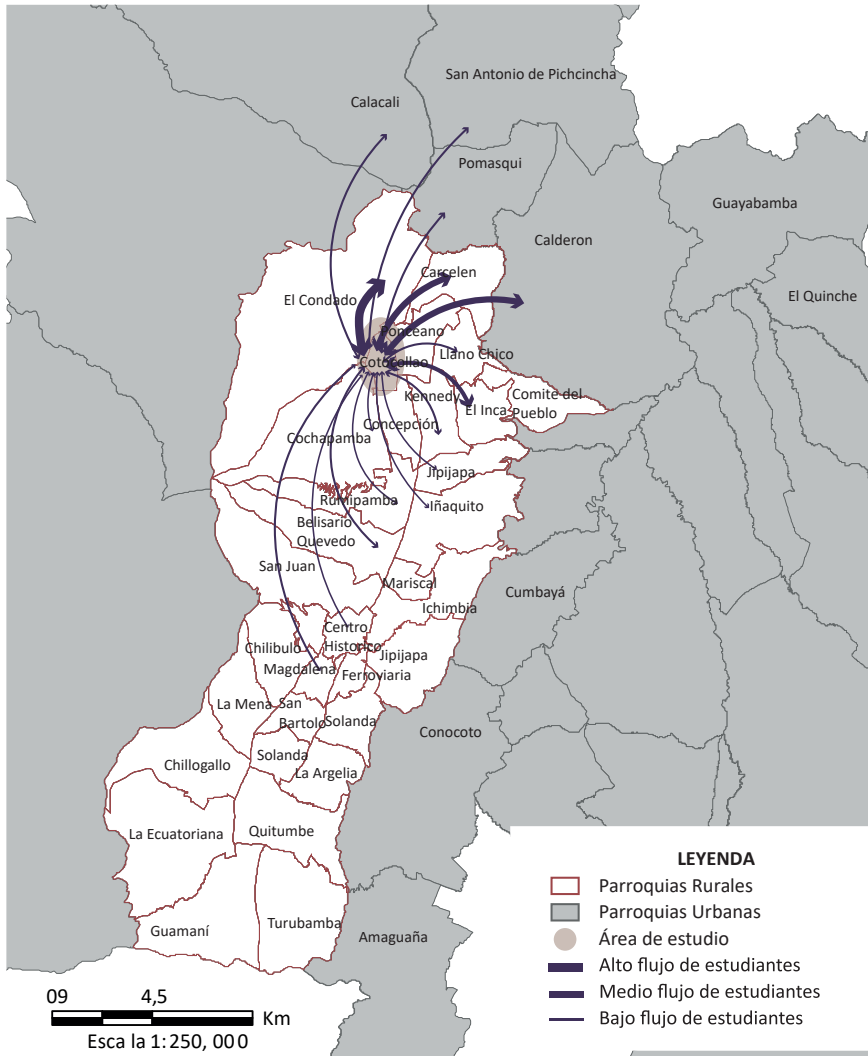 San Antonio de Pichcincha
Calacali
Pomasqui
Guayabamba
Calderon
Carcelen
El Condado
El Quinche
Ponceano
Llano Chico
Cotocollao
Kennedy
Comite del
Pueblo
El Inca
Concepción
Cochapamba
Jipijapa
Rumipamba
Iñaquito
Belisario
Quevedo
San Juan
Mariscal
Cumbayá
Ichimbia
Centro
Historico
Chilibulo
Jipijapa
Magdalena
Ferroviaria
La Mena
San
Bartolo
Solanda
Conocoto
Solanda
Chillogallo
La Argelia
La Ecuatoriana
Quitumbe
Guamaní
Turubamba
Amaguaña
LEYENDA
Parroquias Rurales
Parroquias Urbanas
Área de estudio
Alto flujo de estudiantes
Medio flujo de estudiantes
Bajo flujo de estudiantes
09 4,5
Km
Esca la 1:250, 000